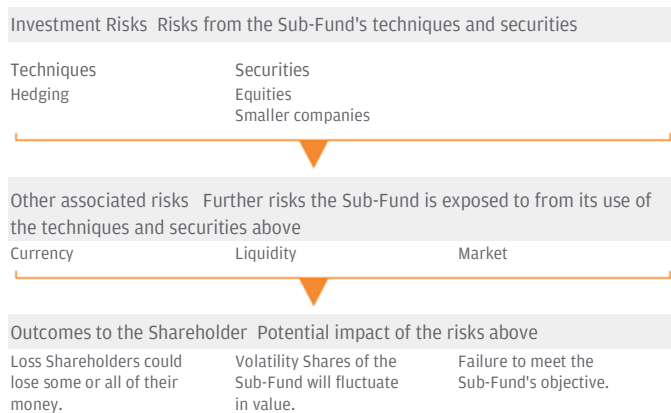 Investment Risks Risks from the Sub-Fund's techniques and securities
Techniques
Hedging
Securities
Equities
Smaller companies
Other associated risks Further risks the Sub-Fund is exposed to from its use of
the techniques and securities above
Currency
Liquidity
Market
Outcomes to the Shareholder Potential impact of the risks above
Loss Shareholders could
lose some or all of their
money.
Volatility Shares of the
Sub-Fund will fluctuate
in value.
Failure to meet the
Sub-Fund's objective.